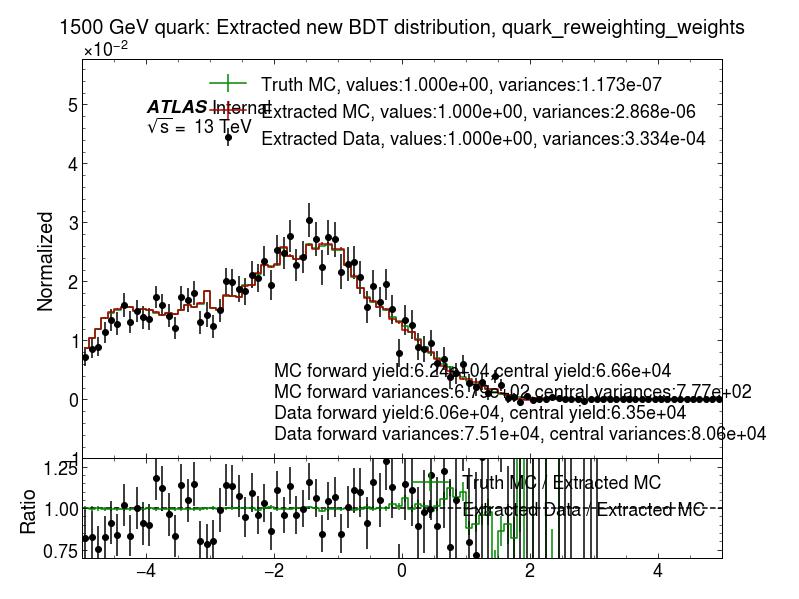 1500 GeV quark: Extracted new BDT distribution, quark_reweighting_weights
×10⁻²
Truth MC, values:1.000e+00, variances:1.173e-07
ATLAS Internal
Extracted MC, values:1.000e+00, variances:2.868e-06
√s = 13 TeV
Extracted Data, values:1.000e+00, variances:3.334e-04
5
4
3
2
1
0
1
Normalized
MC forward yield:6.24e+04 central yield:6.66e+04
MC forward variances:6.79e+02 central variances:7.77e+02
Data forward yield:6.06e+04, central yield:6.35e+04
Data forward variances:7.51e+04, central variances:8.06e+04
1.25
1.00
0.75
Ratio
Truth MC / Extracted MC
Extracted Data / Extracted MC
−4 −2 0 2 4